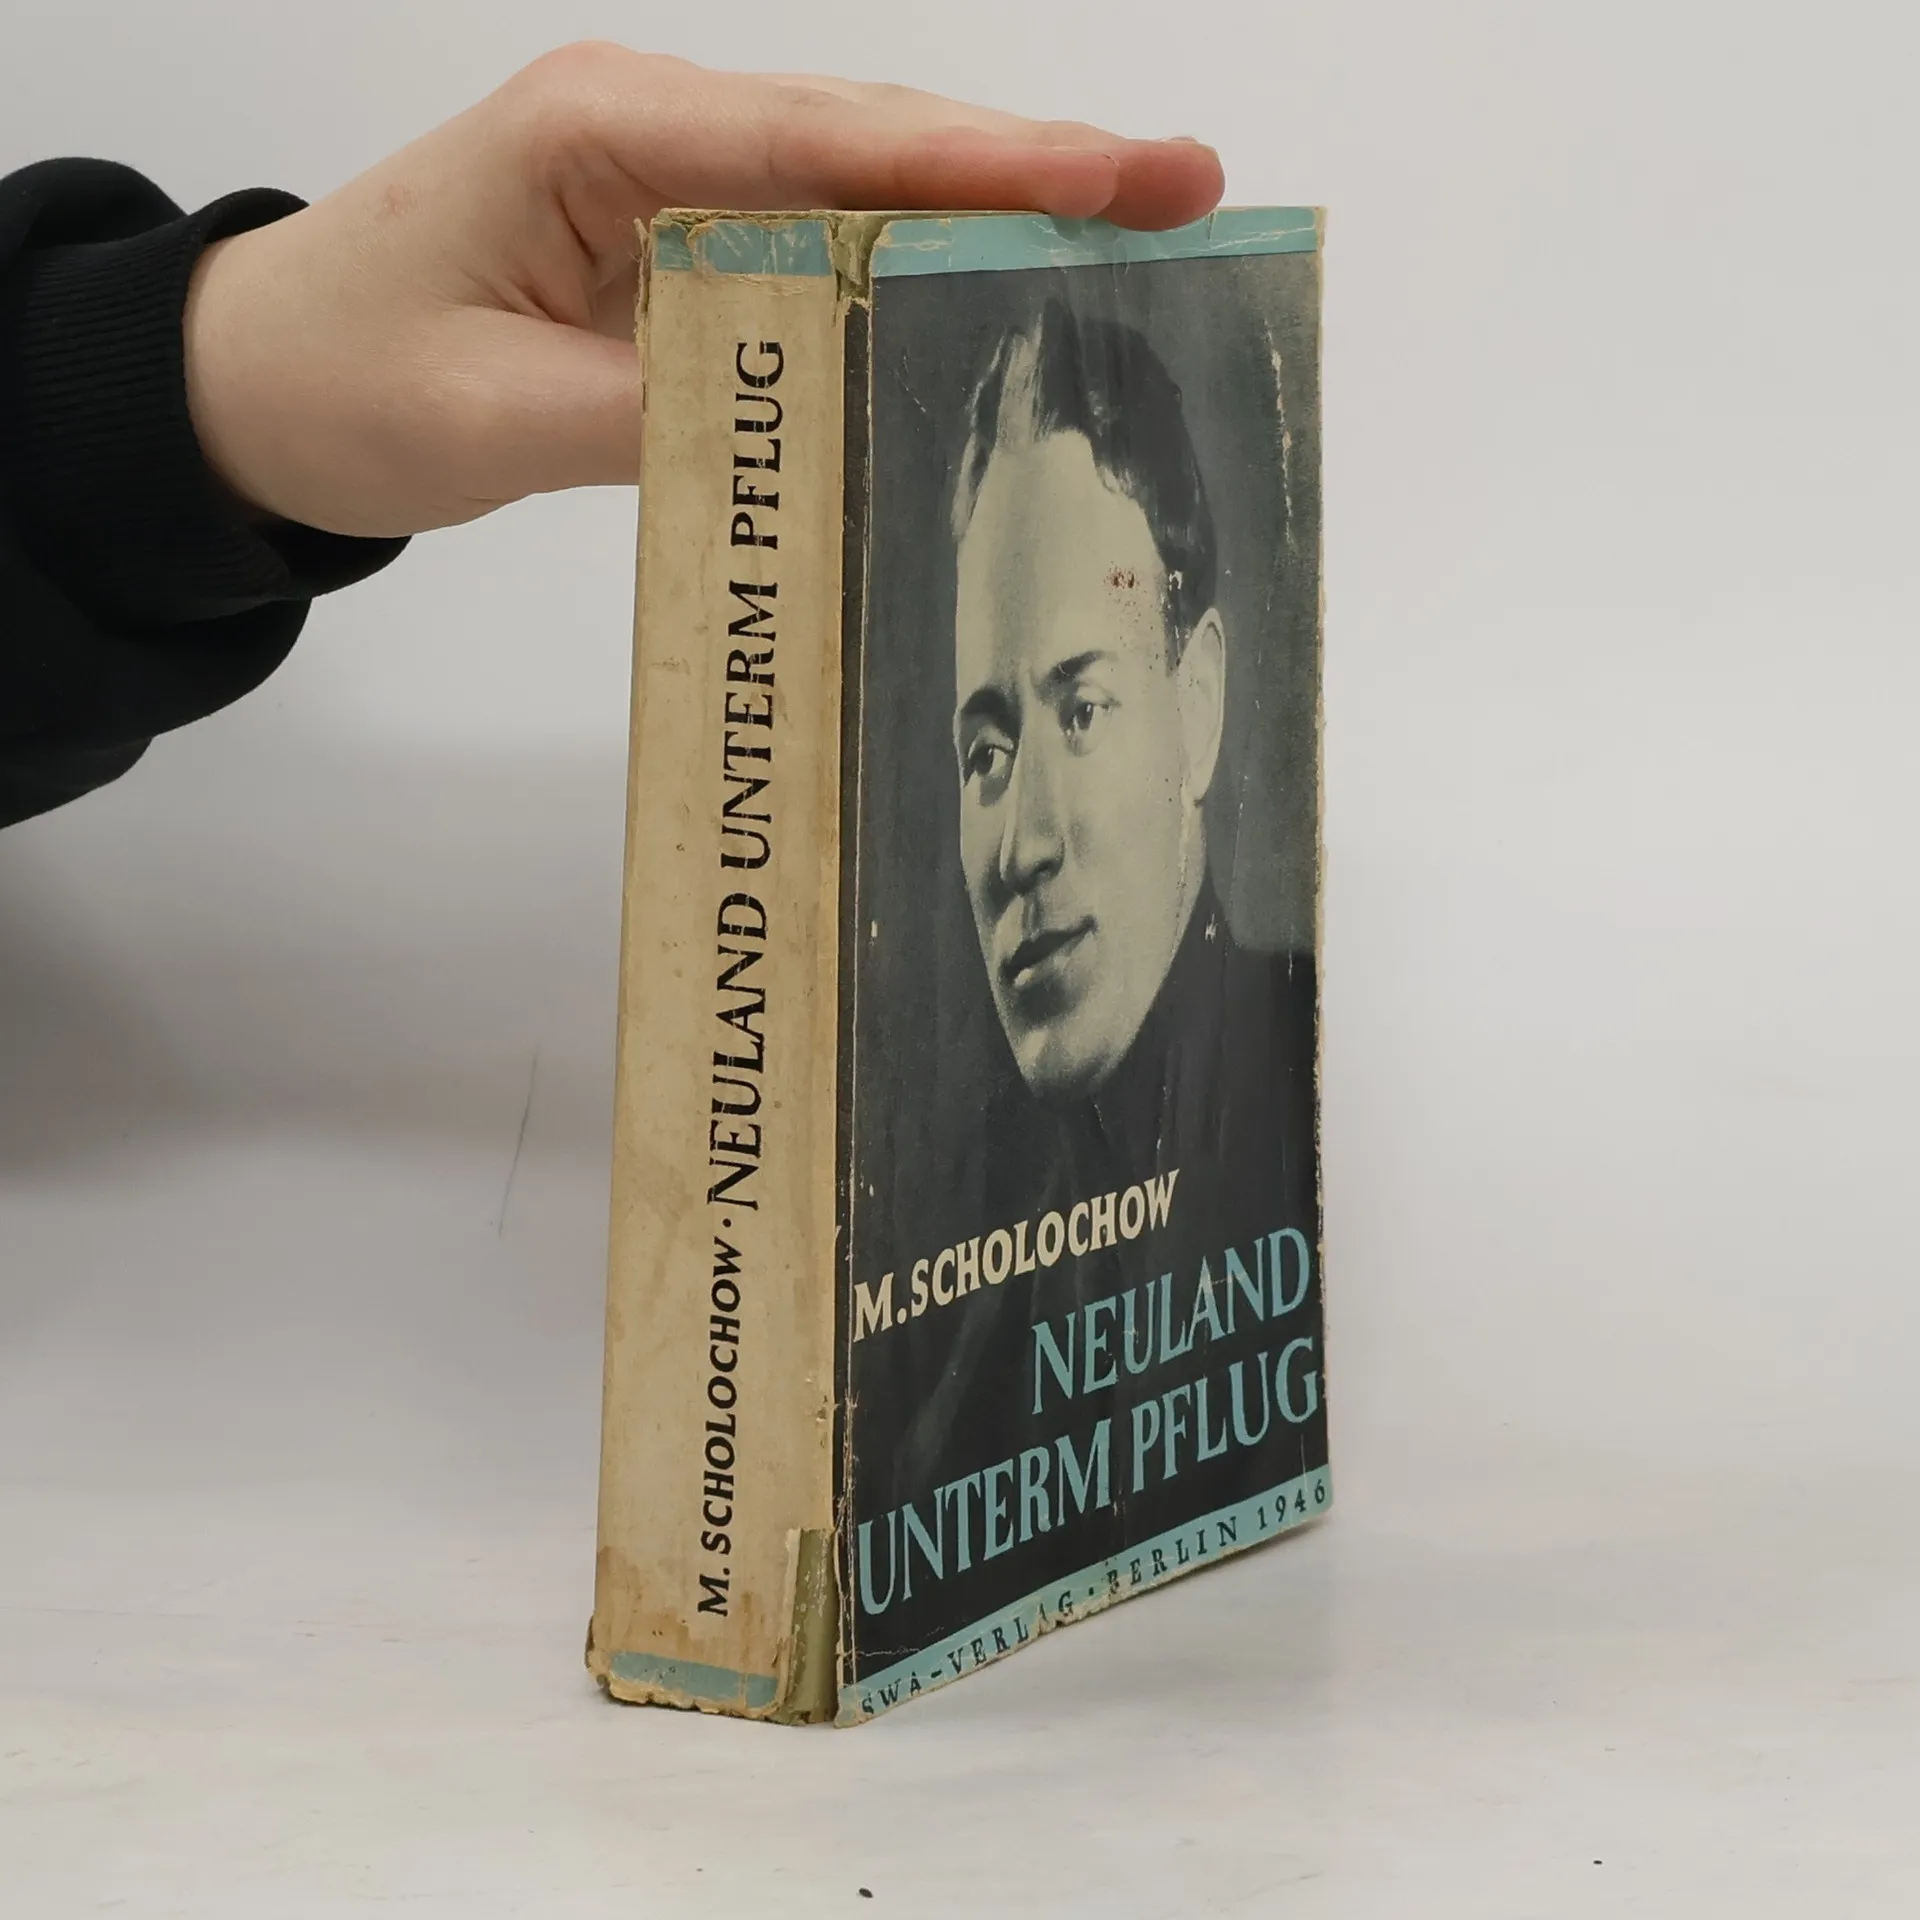 M. SCHOLOCHOW · NEULAND UNTERM PFLUG
M. SCHOLOCHOW
NEULAND
UNTERM PFLUG
SWA-VERLAG · BERLIN 1946